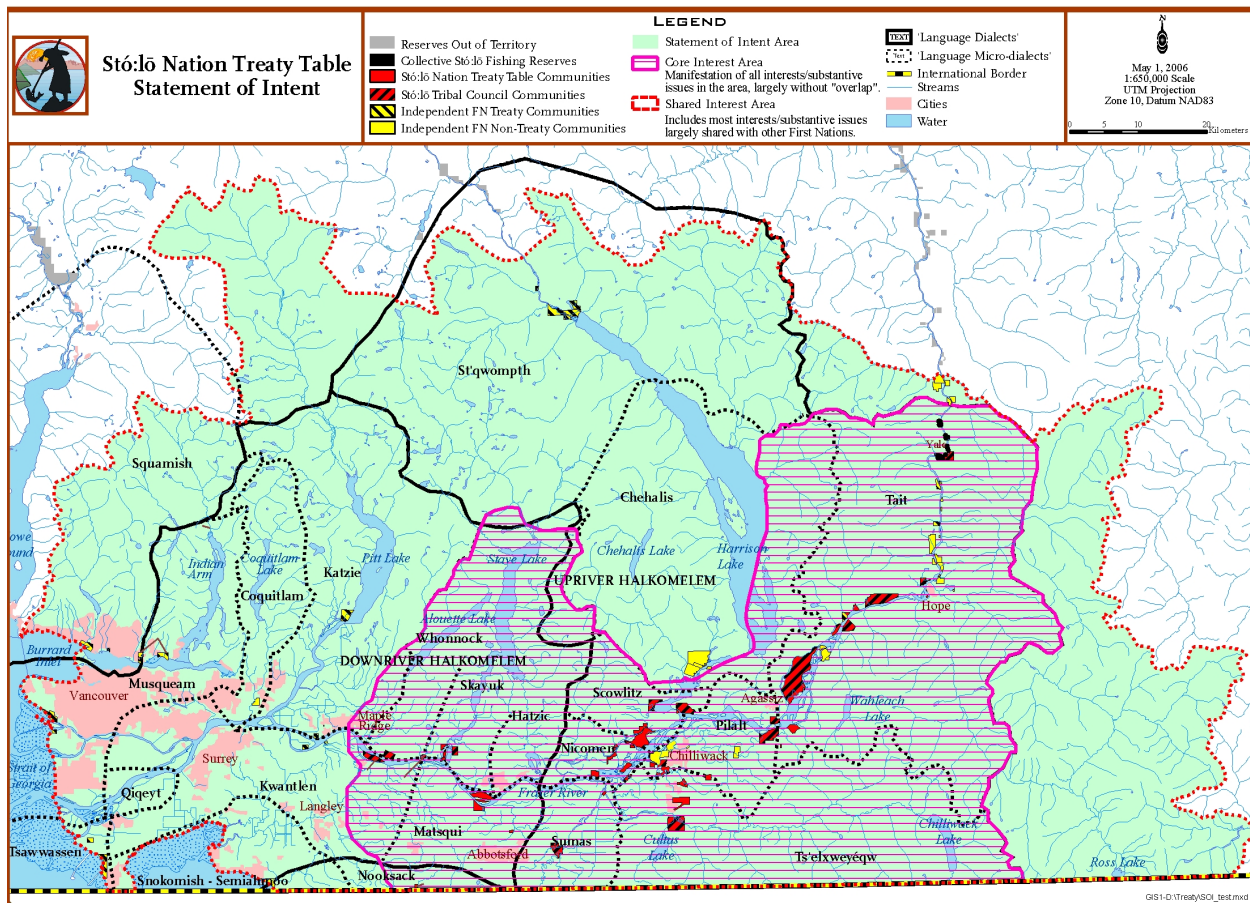 Stó:lō Nation Treaty Table
Statement of Intent
LEGEND
Reserves Out of Territory
Collective Stó:lō Fishing Reserves
Stó:lō Nation Treaty Table Communities
Stó:lō Tribal Council Communities
Independent FN Treaty Communities
Independent FN Non-Treaty Communities
Statement of Intent Area
Core Interest Area
Manifestation of all interests/substantive
issues in the area, largely without "overlap".
Shared Interest Area
Includes most interests/substantive issues
largely shared with other First Nations.
TEXT 'Language Dialects'
Text 'Language Micro-dialects'
International Border
Streams
Cities
Water
N
May 1, 2006
1:650,000 Scale
UTM Projection
Zone 10, Datum NAD83
0 5 10 20
Kilometers
St'qwompth
Squamish
Yale
Chehalis
Tait
Indian
Arm
Coquitlam
Lake
Pitt Lake
Katzie
Stave Lake
Chehalis Lake
Harrison
Lake
UPRIVER HALKOMELEM
Coquitlam
Hope
Alouette Lake
Whonnock
Burrard
Inlet
DOWNRIVER HALKOMELEM
Musqueam
Vancouver
Skayuk
Scowlitz
Agassiz
Wahleach
Lake
Maple
Ridge
Hatzic
Pilalt
Nicomen
Chilliwack
Surrey
Strait of
Georgia
Qiqeyt
Kwantlen
Langley
Fraser River
Matsqui
Sumas
Cultus
Lake
Chilliwack
Lake
Tsawwassen
Abbotsford
Ts'elxweyéqw
Ross Lake
Snokomish - Semiahmoo
Nooksack
GIS1-D:\Treaty\SOI_test.mxd